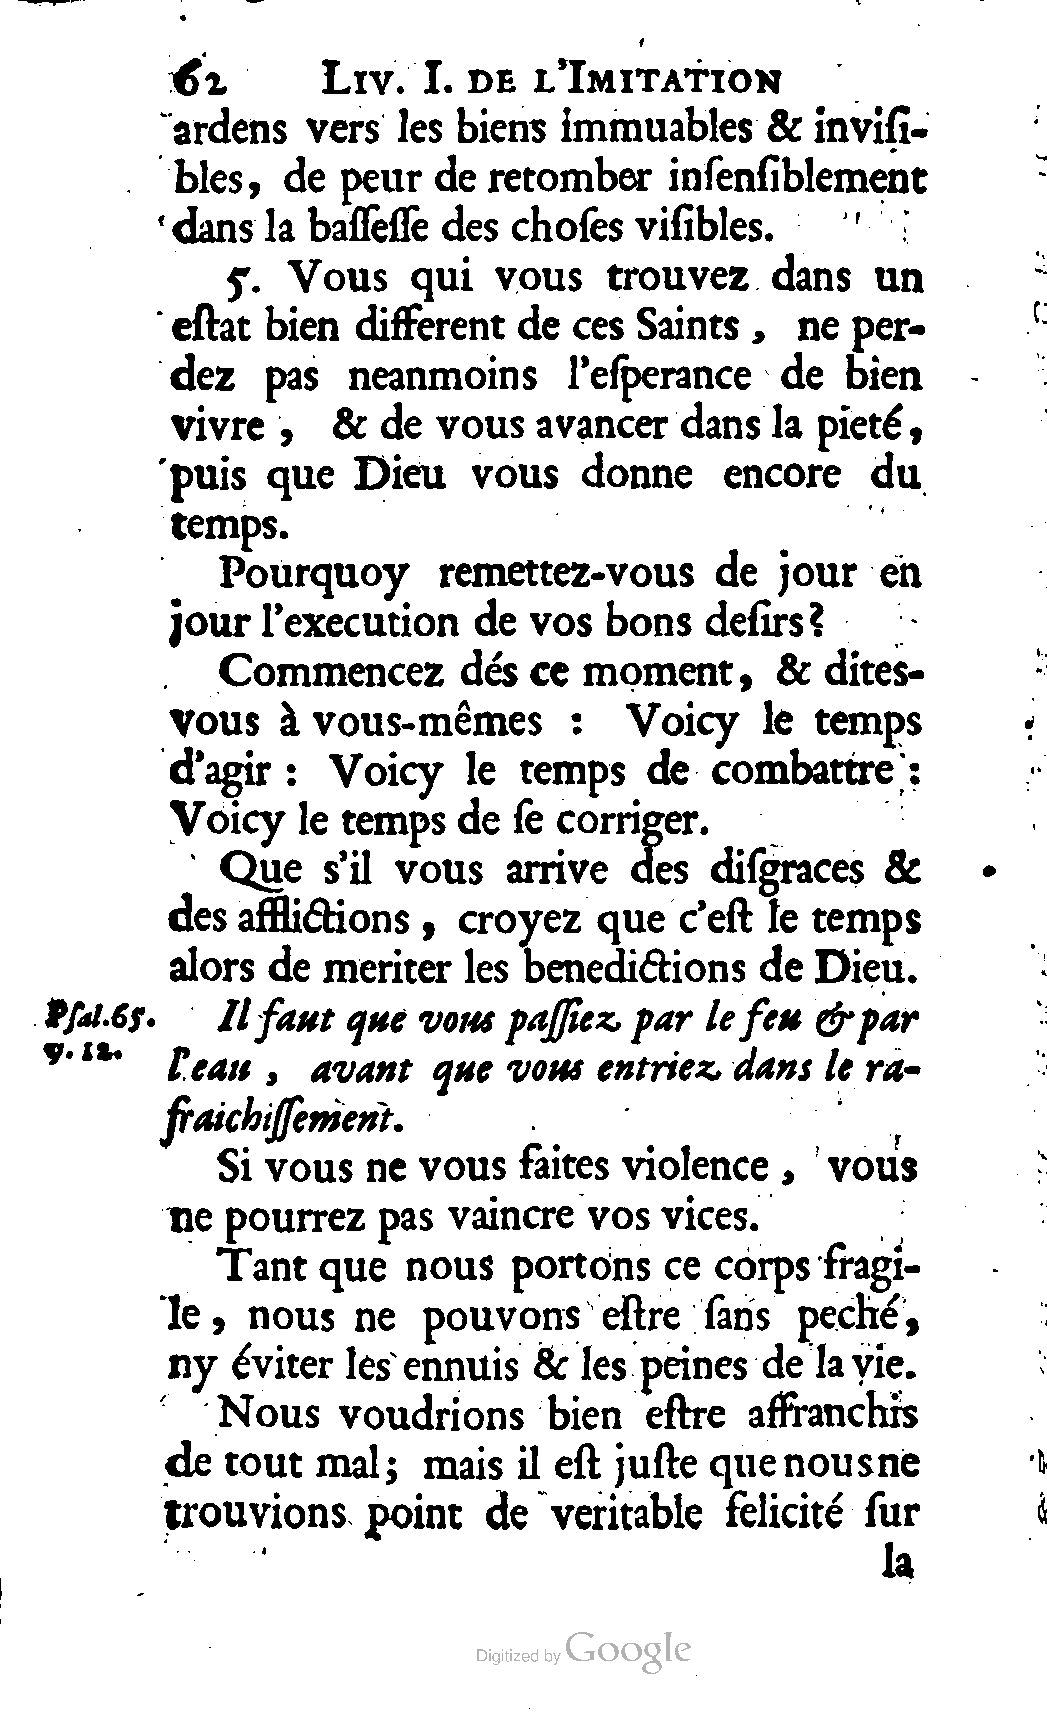 62 LIV. I. DE L'IMITATION
ardens vers les biens immuables & inviſi-
bles, de peur de retomber inſenſiblement
dans la baſſeſſe des choſes viſibles.
5. Vous qui vous trouvez dans un
eſtat bien different de ces Saints, ne per-
dez pas neanmoins l'eſperance de bien
vivre, & de vous avancer dans la pieté,
puis que Dieu vous donne encore du
temps.
Pourquoy remettez-vous de jour en
jour l'execution de vos bons deſirs?
Commencez dés ce moment, & dites-
vous à vous-mêmes : Voicy le temps
d'agir : Voicy le temps de combattre :
Voicy le temps de ſe corriger.
Que s'il vous arrive des diſgraces &
des afflictions, croyez que c'eſt le temps
alors de meriter les benedictions de Dieu.
Pſal.65. Il faut que vous paſſiez par le feu & par
v. 12. l'eau, avant que vous entriez dans le ra-
fraichiſſement.
Si vous ne vous faites violence, vous
ne pourrez pas vaincre vos vices.
Tant que nous portons ce corps fragi-
le, nous ne pouvons eſtre ſans peché,
ny éviter les ennuis & les peines de la vie.
Nous voudrions bien eſtre affranchis
de tout mal; mais il eſt juſte que nous ne
trouvions point de veritable felicité ſur
la
Digitized by Google